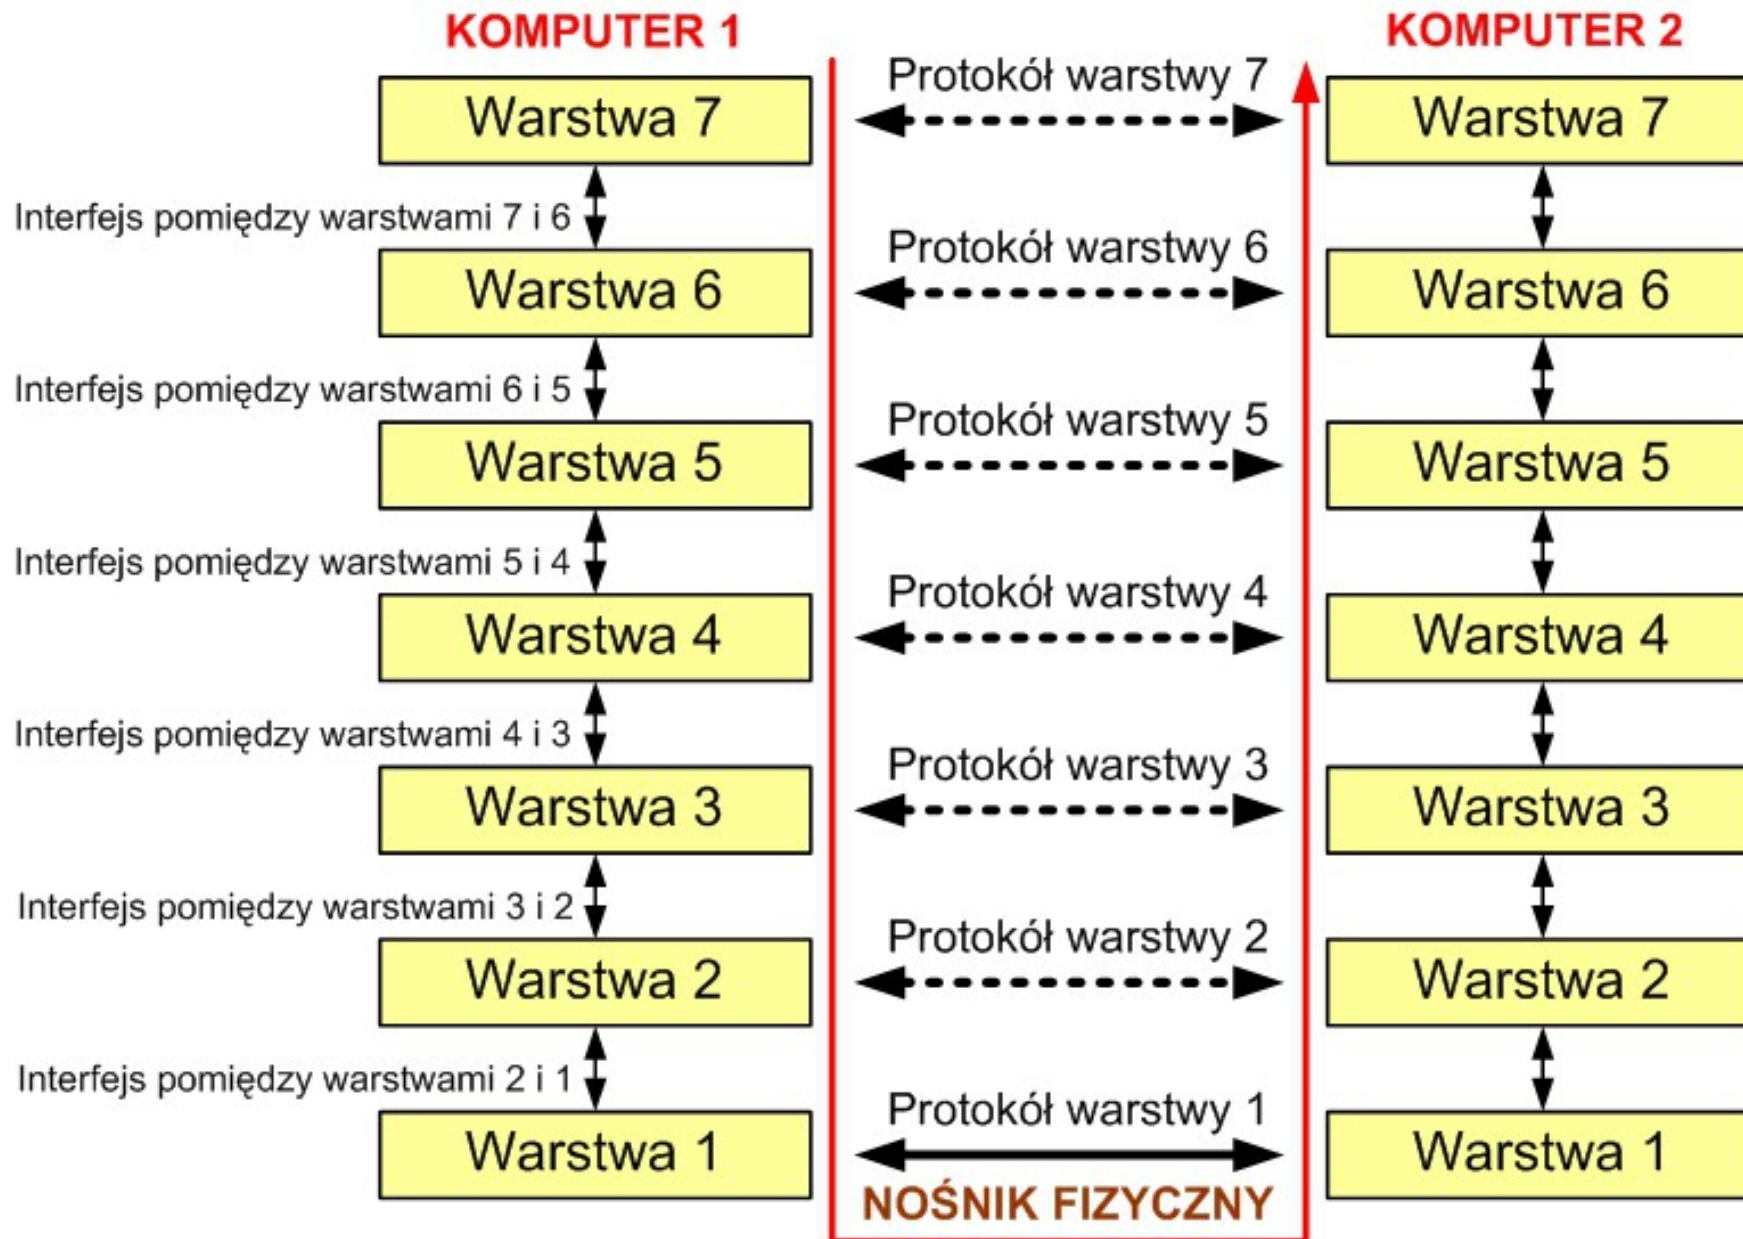 KOMPUTER 1
KOMPUTER 2
Warstwa 7
Protokół warstwy 7
Warstwa 7
Interfejs pomiędzy warstwami 7 i 6
Warstwa 6
Protokół warstwy 6
Warstwa 6
Interfejs pomiędzy warstwami 6 i 5
Warstwa 5
Protokół warstwy 5
Warstwa 5
Interfejs pomiędzy warstwami 5 i 4
Warstwa 4
Protokół warstwy 4
Warstwa 4
Interfejs pomiędzy warstwami 4 i 3
Warstwa 3
Protokół warstwy 3
Warstwa 3
Interfejs pomiędzy warstwami 3 i 2
Warstwa 2
Protokół warstwy 2
Warstwa 2
Interfejs pomiędzy warstwami 2 i 1
Warstwa 1
Protokół warstwy 1
Warstwa 1
NOŚNIK FIZYCZNY